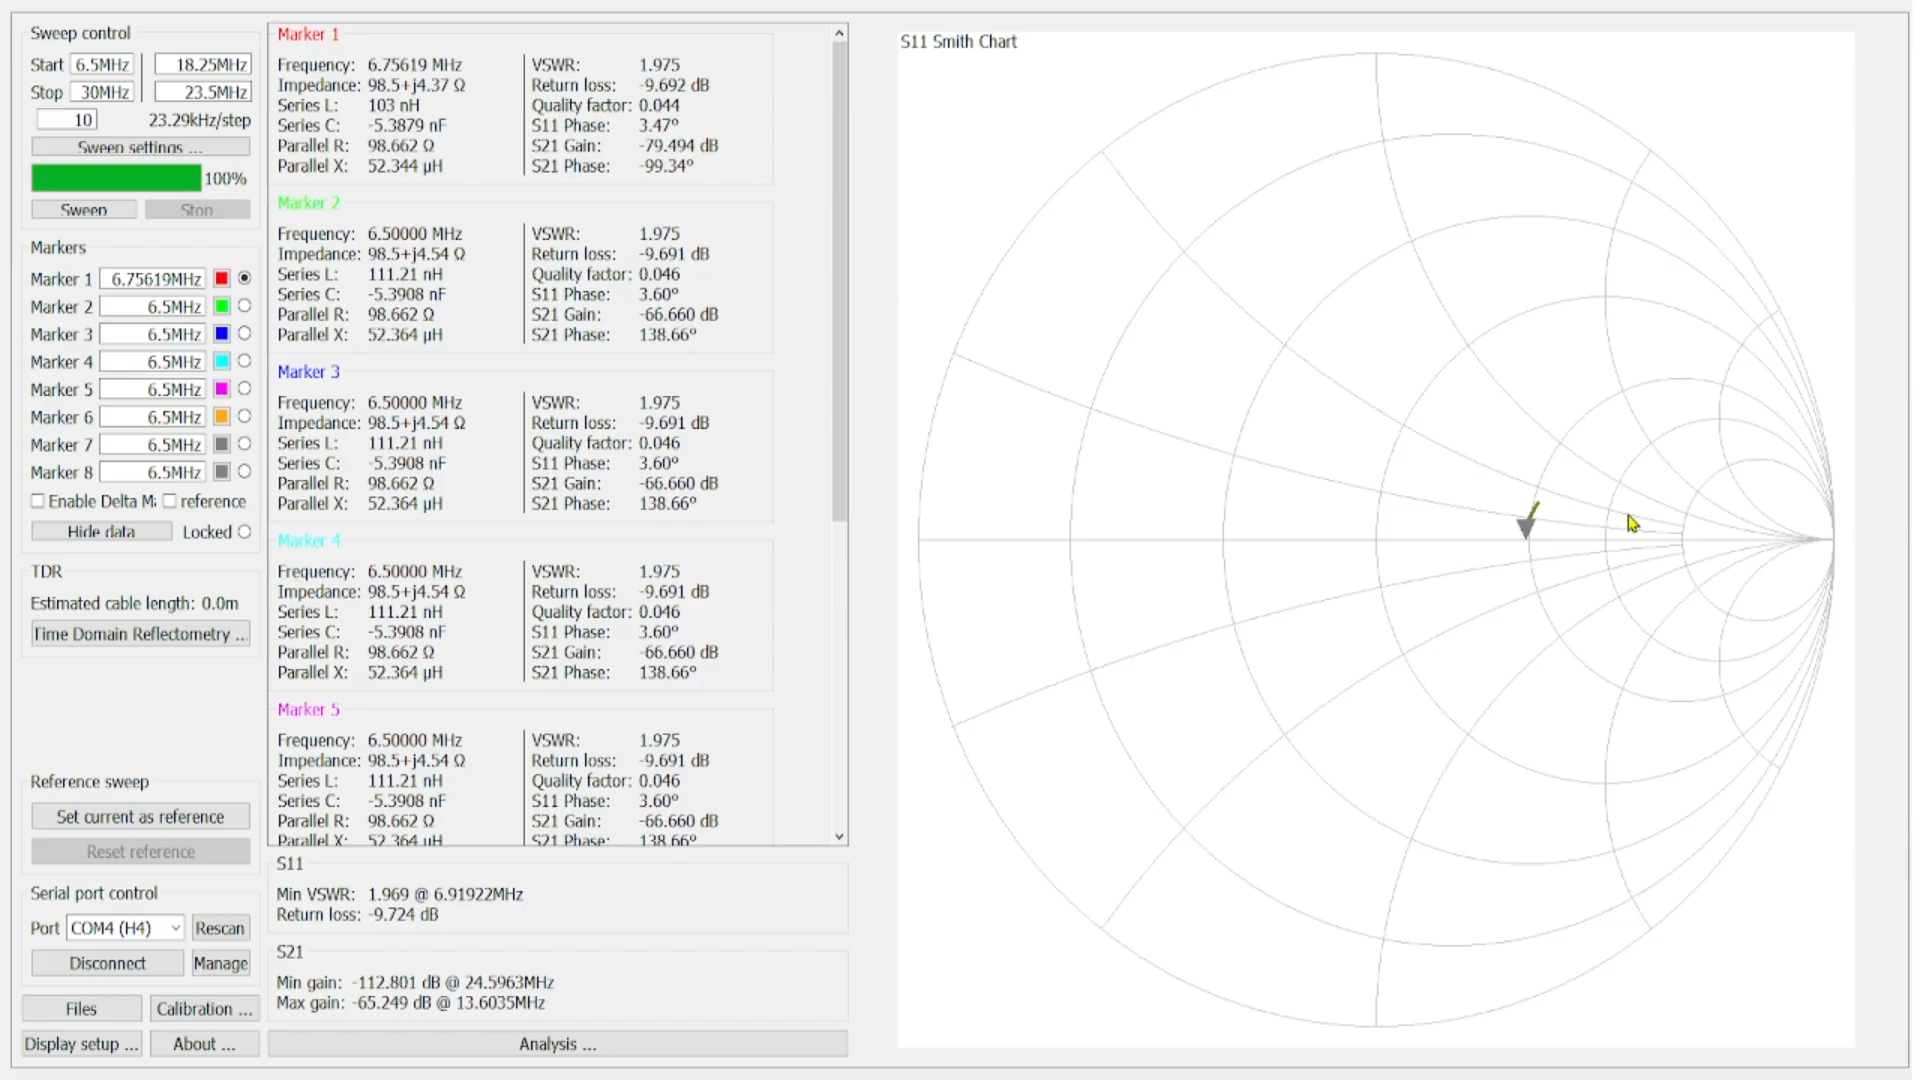 Sweep control
Start 6.5MHz 18.25MHz
Stop 30MHz 23.5MHz
10 23.29kHz/step
Sweep settings ...
100%
Sweep Stop
Markers
Marker 1 6.75619MHz
Marker 2 6.5MHz
Marker 3 6.5MHz
Marker 4 6.5MHz
Marker 5 6.5MHz
Marker 6 6.5MHz
Marker 7 6.5MHz
Marker 8 6.5MHz
Enable Delta M reference
Hide data Locked
TDR
Estimated cable length: 0.0m
Time Domain Reflectometry ...
Reference sweep
Set current as reference
Reset reference
Serial port control
Port COM4 (H4) Rescan
Disconnect Manage
Files Calibration ...
Display setup ... About ...
Marker 1
Frequency: 6.75619 MHz VSWR: 1.975
Impedance: 98.5+j4.37 Ω Return loss: -9.692 dB
Series L: 103 nH Quality factor: 0.044
Series C: -5.3879 nF S11 Phase: 3.47°
Parallel R: 98.662 Ω S21 Gain: -79.494 dB
Parallel X: 52.344 μH S21 Phase: -99.34°
Marker 2
Frequency: 6.50000 MHz VSWR: 1.975
Impedance: 98.5+j4.54 Ω Return loss: -9.691 dB
Series L: 111.21 nH Quality factor: 0.046
Series C: -5.3908 nF S11 Phase: 3.60°
Parallel R: 98.662 Ω S21 Gain: -66.660 dB
Parallel X: 52.364 μH S21 Phase: 138.66°
Marker 3
Frequency: 6.50000 MHz VSWR: 1.975
Impedance: 98.5+j4.54 Ω Return loss: -9.691 dB
Series L: 111.21 nH Quality factor: 0.046
Series C: -5.3908 nF S11 Phase: 3.60°
Parallel R: 98.662 Ω S21 Gain: -66.660 dB
Parallel X: 52.364 μH S21 Phase: 138.66°
Marker 4
Frequency: 6.50000 MHz VSWR: 1.975
Impedance: 98.5+j4.54 Ω Return loss: -9.691 dB
Series L: 111.21 nH Quality factor: 0.046
Series C: -5.3908 nF S11 Phase: 3.60°
Parallel R: 98.662 Ω S21 Gain: -66.660 dB
Parallel X: 52.364 μH S21 Phase: 138.66°
Marker 5
Frequency: 6.50000 MHz VSWR: 1.975
Impedance: 98.5+j4.54 Ω Return loss: -9.691 dB
Series L: 111.21 nH Quality factor: 0.046
Series C: -5.3908 nF S11 Phase: 3.60°
Parallel R: 98.662 Ω S21 Gain: -66.660 dB
Parallel X: 52.364 μH S21 Phase: 138.66°
S11
Min VSWR: 1.969 @ 6.91922MHz
Return loss: -9.724 dB
S21
Min gain: -112.801 dB @ 24.5963MHz
Max gain: -65.249 dB @ 13.6035MHz
Analysis ...
S11 Smith Chart